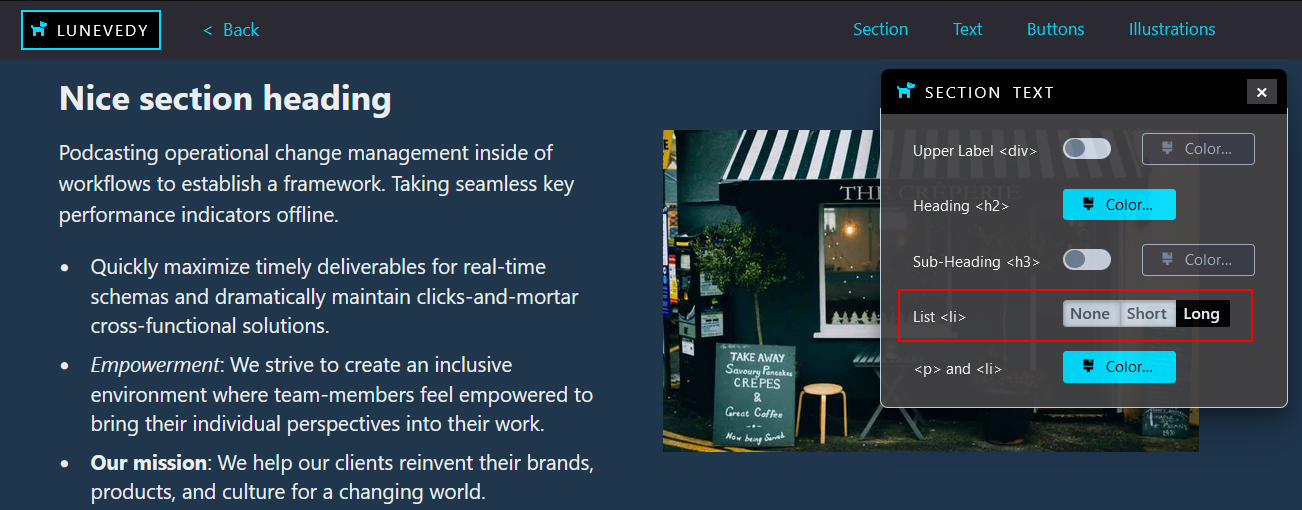 LUNEVEDY
< Back
Section
Text
Buttons
Illustrations
Nice section heading
Podcasting operational change management inside of
workflows to establish a framework. Taking seamless key
performance indicators offline.
• Quickly maximize timely deliverables for real-time
schemas and dramatically maintain clicks-and-mortar
cross-functional solutions.
• Empowerment: We strive to create an inclusive
environment where team-members feel empowered to
bring their individual perspectives into their work.
• Our mission: We help our clients reinvent their brands,
products, and culture for a changing world.
THE CRÊPERIE
TAKE AWAY
Savoury Pancakes
CRÊPES
&
Great Coffee
Now being Served
SECTION TEXT
×
Upper Label <div>
Color...
Heading <h2>
Color...
Sub-Heading <h3>
Color...
List <li>
None Short Long
<p> and <li>
Color...